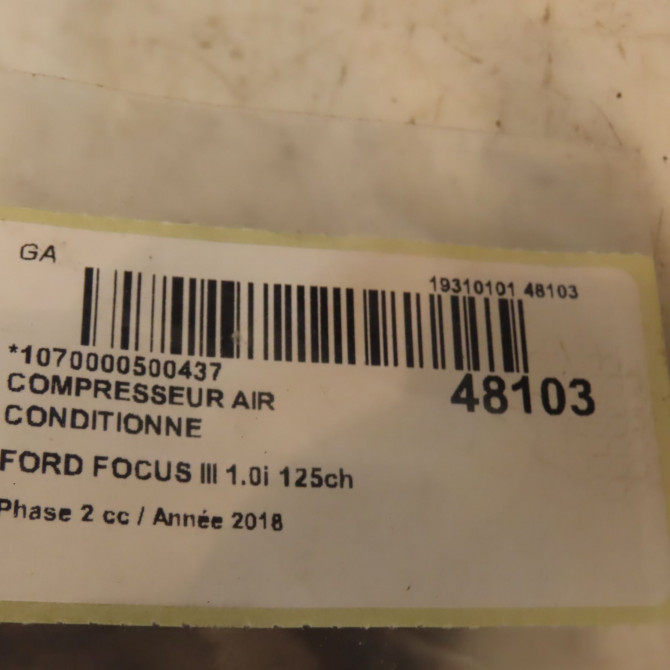 GA
19310101 48103
*1070000500437
48103
COMPRESSEUR AIR
CONDITIONNE
FORD FOCUS III 1.0i 125ch
Phase 2 cc / Année 2018